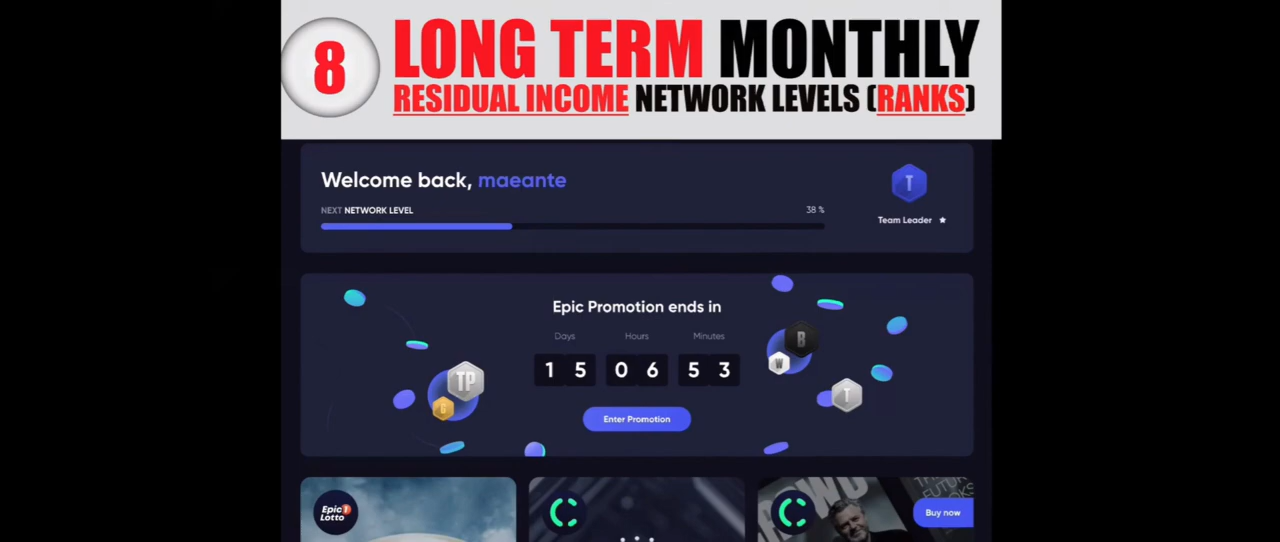 8
LONG TERM MONTHLY
RESIDUAL INCOME NETWORK LEVELS (RANKS)
Welcome back, maeante
NEXT NETWORK LEVEL
38 %
T
Team Leader
Epic Promotion ends in
Days Hours Minutes
1 5 0 6 5 3
TP
G
B
W
T
Enter Promotion
Epic1
Lotto
Buy now